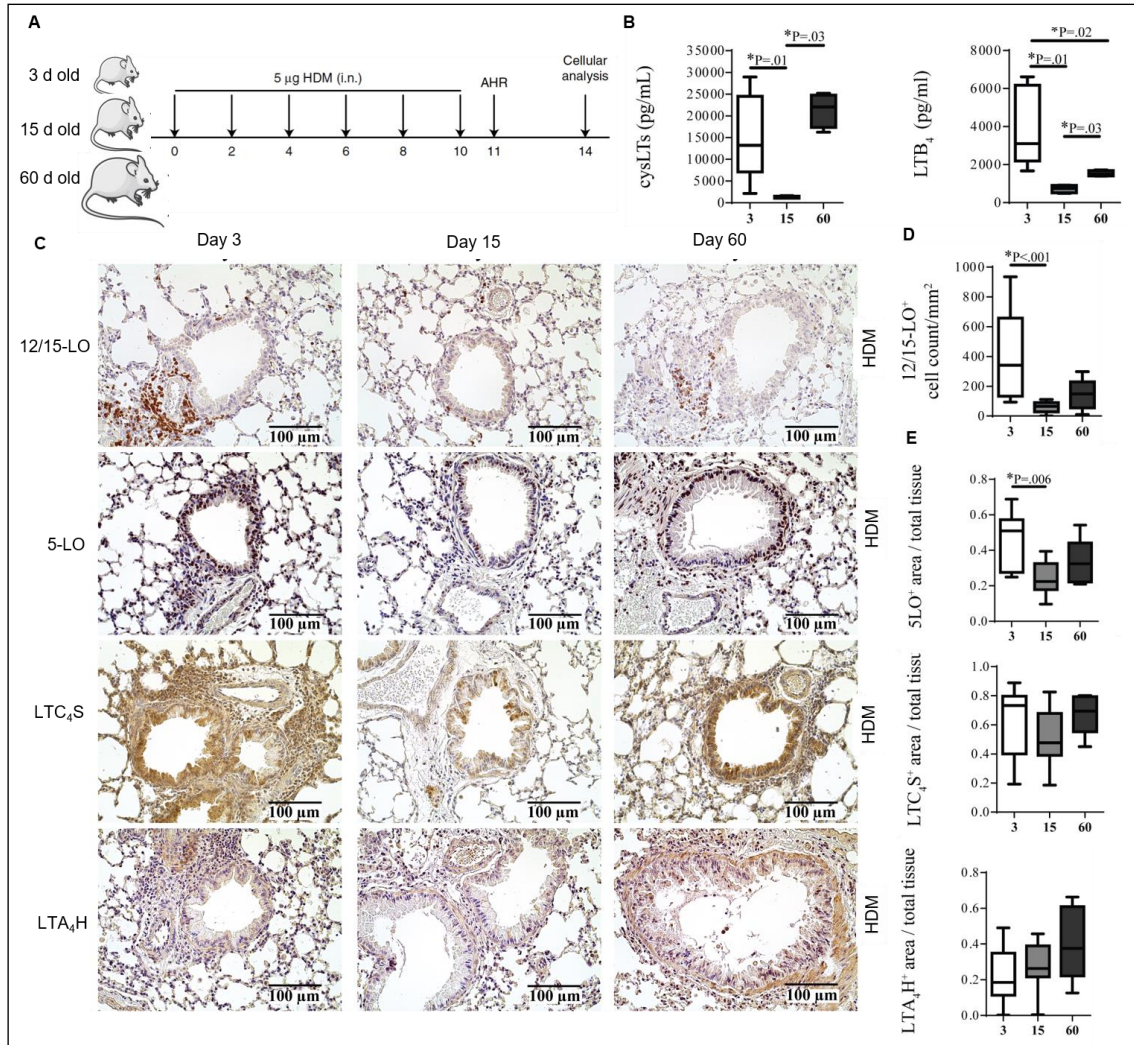 A
3 d old
15 d old
60 d old
5 µg HDM (i.n.)
AHR
Cellular
analysis
0 2 4 6 8 10 11 14
B
cysLTs (pg/mL)
35000
30000
25000
20000
15000
10000
5000
0
*P=.03
*P=.01
3 15 60
LTB4 (pg/ml)
8000
6000
4000
2000
0
*P=.02
*P=.01
*P=.03
3 15 60
C
Day 3 Day 15 Day 60
12/15-LO
100 µm 100 µm 100 µm
HDM
5-LO
100 µm 100 µm 100 µm
HDM
LTC4S
100 µm 100 µm 100 µm
HDM
LTA4H
100 µm 100 µm 100 µm
HDM
D
12/15-LO+
cell count/mm2
1000
800
600
400
200
0
*P<.001
3 15 60
E
5LO+ area / total tissue
0.8
0.6
0.4
0.2
0.0
*P=.006
3 15 60
LTC4S+ area / total tissu
1.0
0.8
0.6
0.4
0.2
0.0
3 15 60
LTA4H+ area / total tissue
0.8
0.6
0.4
0.2
0.0
3 15 60